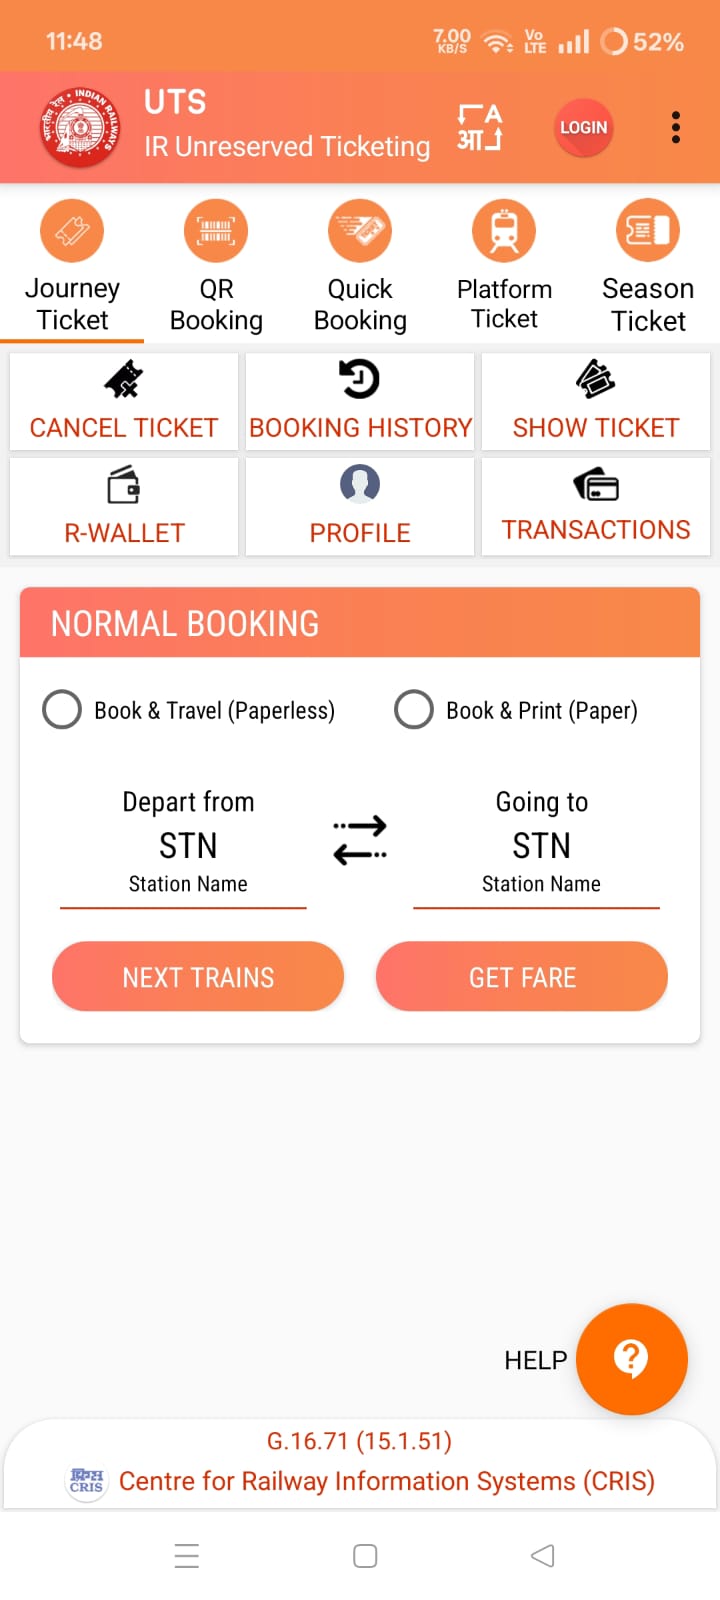 11:48
7.00 KB/S Vo LTE 52%
INDIAN RAILWAYS भारतीय रेल
UTS
IR Unreserved Ticketing
A
आ
LOGIN
Journey Ticket
QR Booking
Quick Booking
Platform Ticket
Season Ticket
CANCEL TICKET
BOOKING HISTORY
SHOW TICKET
R-WALLET
PROFILE
TRANSACTIONS
NORMAL BOOKING
Book & Travel (Paperless)
Book & Print (Paper)
Depart from
STN
Station Name
Going to
STN
Station Name
NEXT TRAINS
GET FARE
HELP
G.16.71 (15.1.51)
क्रिस
CRIS
Centre for Railway Information Systems (CRIS)